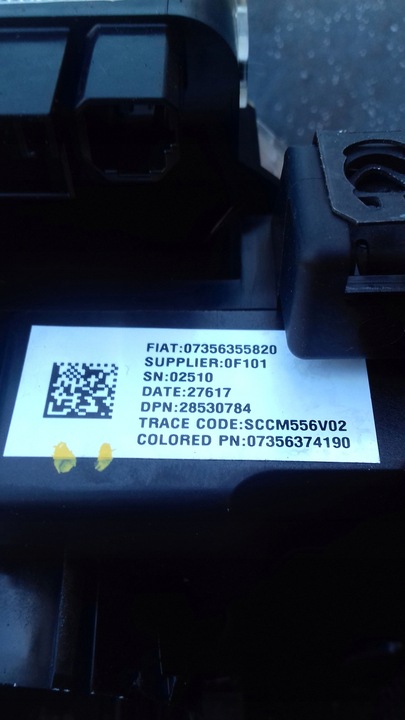 FIAT:07356355820
SUPPLIER:0F101
SN:02510
DATE:27617
DPN:28530784
TRACE CODE:SCCM556V02
COLORED PN:07356374190